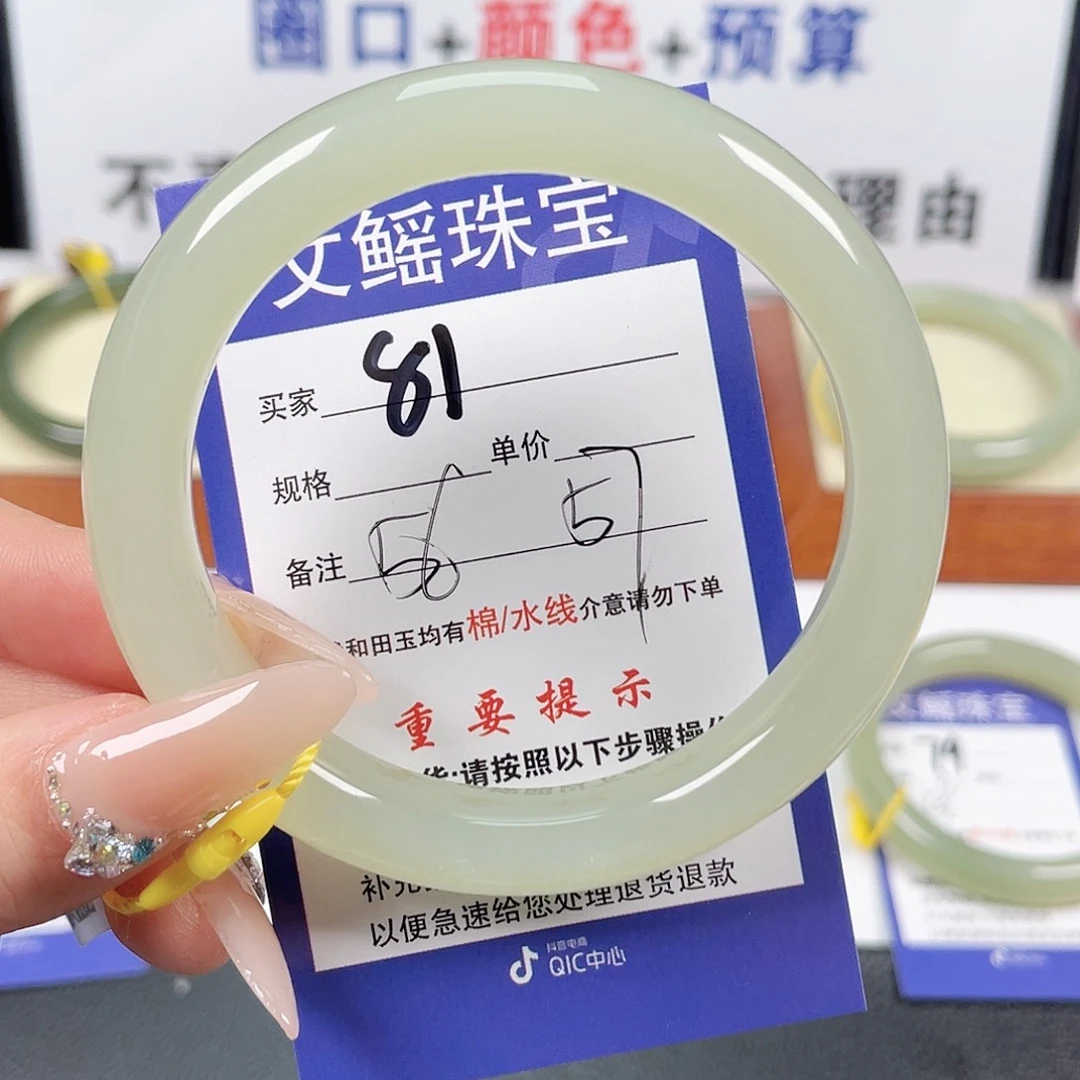 圈口+颜色+预算
不
理由
文鳐珠宝
买家 81
规格 单价
备注 56 57
和田玉均有棉/水线介意请勿下单
重要提示
货:请按照以下步骤操作
补充
以便急速给您处理退货退款
抖音电商
QIC中心
文鳐珠宝
74